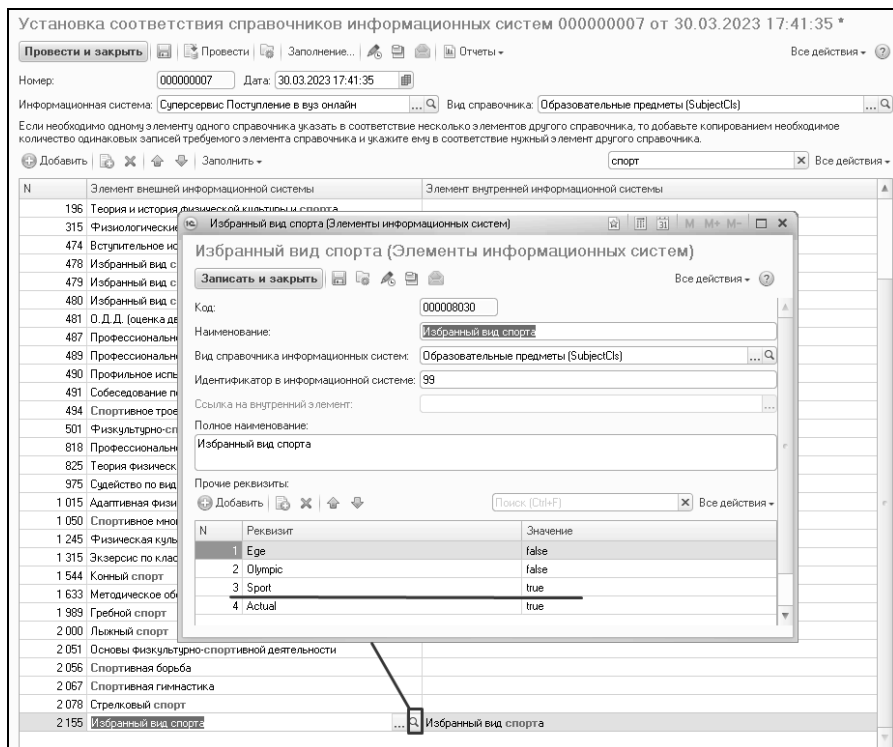 Установка соответствия справочников информационных систем 000000007 от 30.03.2023 17:41:35 *
Провести и закрыть Провести Заполнение... Отчеты Все действия ?
Номер: 000000007 Дата: 30.03.2023 17:41:35
Информационная система: Суперсервис Поступление в вуз онлайн ... Вид справочника: Образовательные предметы (SubjectCls) ...
Если необходимо одному элементу одного справочника указать в соответствие несколько элементов другого справочника, то добавьте копированием необходимое
количество одинаковых записей требуемого элемента справочника и укажите ему в соответствие нужный элемент другого справочника.
Добавить Заполнить спорт Все действия
N Элемент внешней информационной системы Элемент внутренней информационной системы
196 Теория и история физической культуры и спорта
315 Физиологические
474 Вступительное ис
478 Избранный вид с
479 Избранный вид с
480 Избранный вид с
481 О.Д.Д. (оценка дв
487 Профессиональн
489 Профессиональн
490 Профильное испы
491 Собеседование п
494 Спортивное трое
501 Физкультурно-сп
818 Профессиональн
825 Теория физическ
975 Судейство по вид
1 015 Адаптивная физи
1 050 Спортивное мног
1 245 Физическая куль
1 315 Экзерсис по клас
1 544 Конный спорт
1 633 Методическое обе
1 989 Гребной спорт
2 000 Лыжный спорт
2 051 Основы физкультурно-спортивной деятельности
2 056 Спортивная борьба
2 067 Спортивная гимнастика
2 078 Стрелковый спорт
2 155 Избранный вид спорта ... Избранный вид спорта
Избранный вид спорта (Элементы информационных систем) 31 M M+ M-
Избранный вид спорта (Элементы информационных систем)
Записать и закрыть Все действия ?
Код: 000008030
Наименование: Избранный вид спорта
Вид справочника информационных систем: Образовательные предметы (SubjectCls) ...
Идентификатор в информационной системе: 99
Ссылка на внутренний элемент: ...
Полное наименование:
Избранный вид спорта
Прочие реквизиты:
Добавить Поиск (Ctrl+F) Все действия
N Реквизит Значение
1 Ege false
2 Olympic false
3 Sport true
4 Actual true